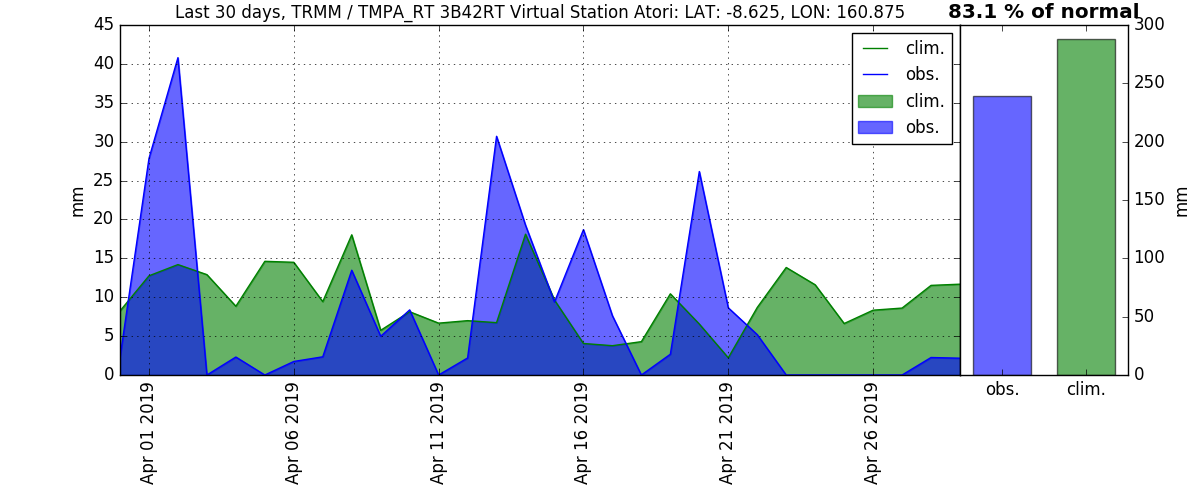 Last 30 days, TRMM / TMPA_RT 3B42RT Virtual Station Atori: LAT: -8.625, LON: 160.875
83.1 % of normal
45
40
35
30
25
20
15
10
5
0
mm
clim.
obs.
clim.
obs.
300
250
200
150
100
50
0
mm
obs.
clim.
Apr 01 2019
Apr 06 2019
Apr 11 2019
Apr 16 2019
Apr 21 2019
Apr 26 2019